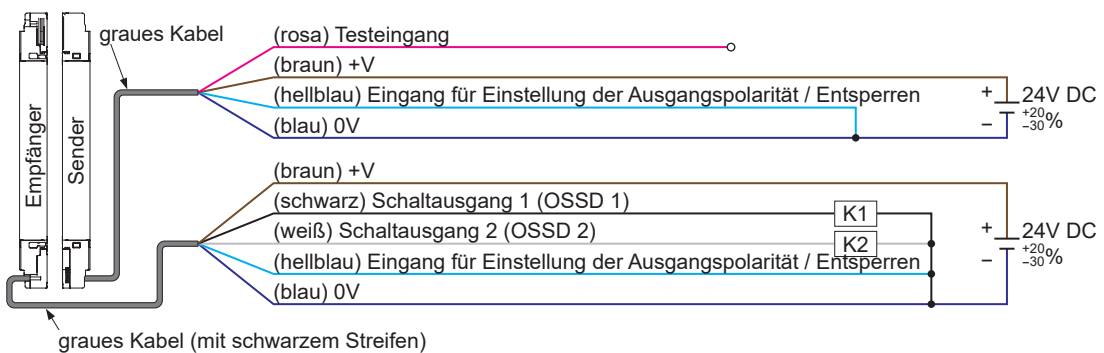 graues Kabel
(rosa) Testeingang
(braun) +V
(hellblau) Eingang für Einstellung der Ausgangspolarität / Entsperren
(blau) 0V
+
24V DC
+20
–30%
–
Empfänger
Sender
(braun) +V
(schwarz) Schaltausgang 1 (OSSD 1)
K1
(weiß) Schaltausgang 2 (OSSD 2)
K2
(hellblau) Eingang für Einstellung der Ausgangspolarität / Entsperren
(blau) 0V
+
24V DC
+20
–30%
–
graues Kabel (mit schwarzem Streifen)